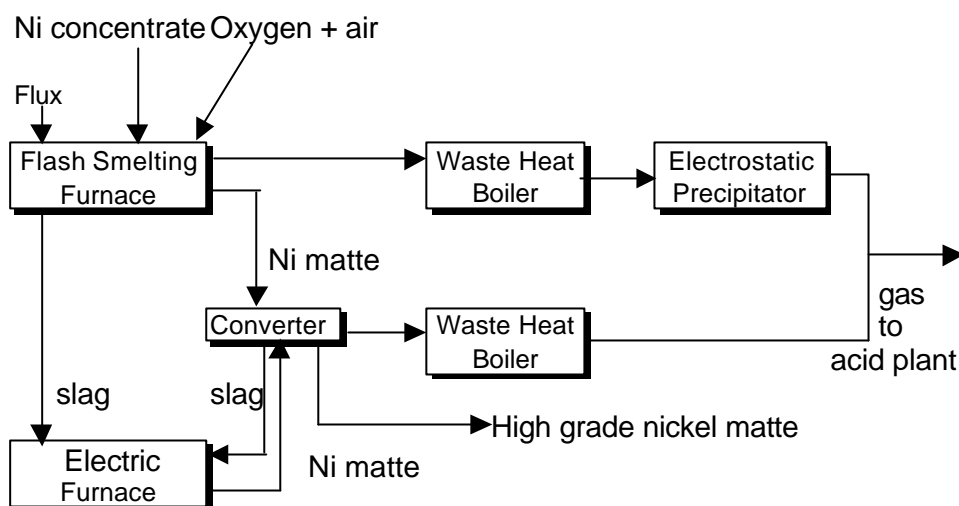 Ni concentrate Oxygen + air
Flux
Flash Smelting
Furnace
Waste Heat
Boiler
Electrostatic
Precipitator
Ni matte
Converter
Waste Heat
Boiler
gas
to
acid plant
slag
slag
High grade nickel matte
Electric
Furnace
Ni matte